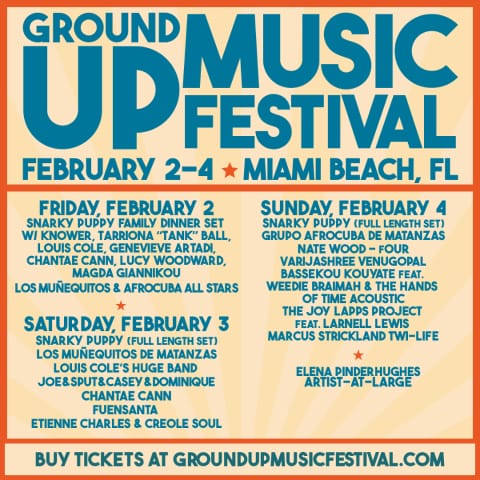 GROUND
UP MUSIC
FESTIVAL
FEBRUARY 2-4 ★ MIAMI BEACH, FL
FRIDAY, FEBRUARY 2
SNARKY PUPPY FAMILY DINNER SET
W/ KNOWER, TARRIONA "TANK" BALL,
LOUIS COLE, GENEVIEVE ARTADI,
CHANTAE CANN, LUCY WOODWARD,
MAGDA GIANNIKOU
LOS MUÑEQUITOS & AFROCUBA ALL STARS
★
SATURDAY, FEBRUARY 3
SNARKY PUPPY (FULL LENGTH SET)
LOS MUÑEQUITOS DE MATANZAS
LOUIS COLE'S HUGE BAND
JOE&SPUT&CASEY&DOMINIQUE
CHANTAE CANN
FUENSANTA
ETIENNE CHARLES & CREOLE SOUL
SUNDAY, FEBRUARY 4
SNARKY PUPPY (FULL LENGTH SET)
GRUPO AFROCUBA DE MATANZAS
NATE WOOD - FOUR
VARIJASHREE VENUGOPAL
BASSEKOU KOUYATE FEAT.
WEEDIE BRAIMAH & THE HANDS
OF TIME ACOUSTIC
THE JOY LAPPS PROJECT
FEAT. LARNELL LEWIS
MARCUS STRICKLAND TWI-LIFE
★
ELENA PINDERHUGHES
ARTIST-AT-LARGE
BUY TICKETS AT GROUNDUPMUSICFESTIVAL.COM